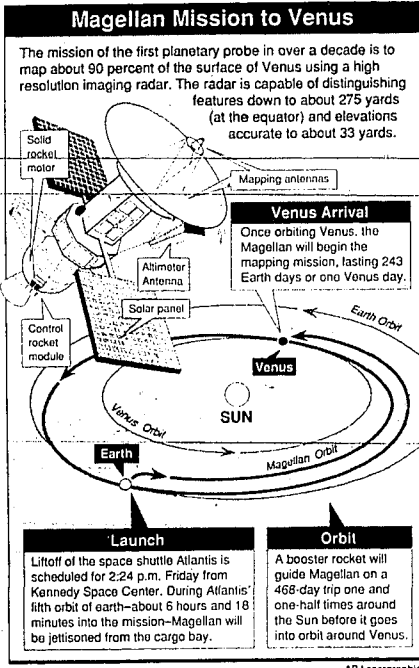 Magellan Mission to Venus
The mission of the first planetary probe in over a decade is to
map about 90 percent of the surface of Venus using a high
resolution imaging radar. The radar is capable of distinguishing
features down to about 275 yards
(at the equator) and elevations
accurate to about 33 yards.
Solid
rocket
motor
Mapping antennas
Venus Arrival
Once orbiting Venus, the
Magellan will begin the
mapping mission, lasting 243
Earth days or one Venus day.
Altimeter
Antenna
Solar panel
Control
rocket
module
Earth Orbit
Venus
SUN
Venus Orbit
Magellan Orbit
Earth
Launch
Liftoff of the space shuttle Atlantis is
scheduled for 2:24 p.m. Friday from
Kennedy Space Center. During Atlantis'
fifth orbit of earth–about 6 hours and 18
minutes into the mission–Magellan will
be jettisoned from the cargo bay.
Orbit
A booster rocket will
guide Magellan on a
468-day trip one and
one-half times around
the Sun before it goes
into orbit around Venus.